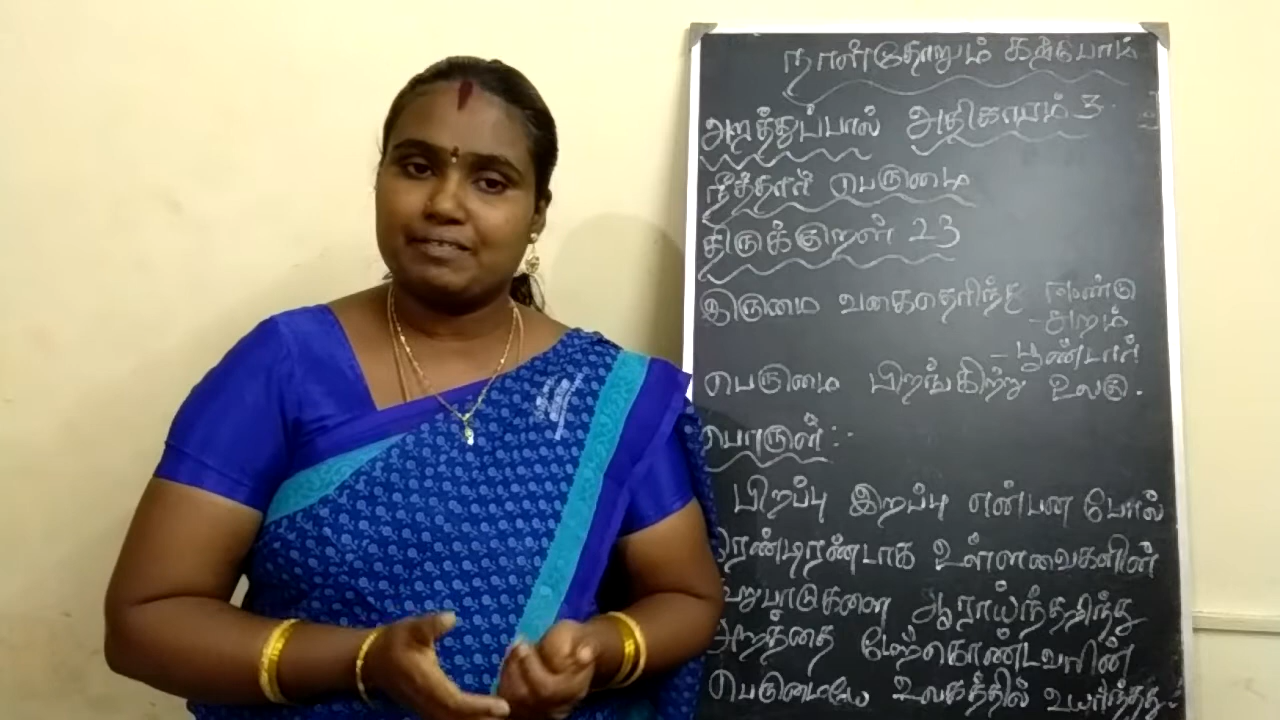 நாள்தோறும் கற்போம்
அறத்துப்பால் அதிகாரம் 3
நீத்தார் பெருமை
திருக்குறள் 23
இருமை வகைதெரிந்து ஈண்டு
-அறம்
-பூண்டார்
பெருமை பிறங்கிற்று உலகு.
பொருள்:-
பிறப்பு இறப்பு என்பன போல்
இரண்டிரண்டாக உள்ளவைகளின்
வேறுபாடுகளை ஆராய்ந்தறிந்து
அறத்தை மேற்கொண்டவரின்
பெருமையே உலகத்தில் உயர்ந்தது.